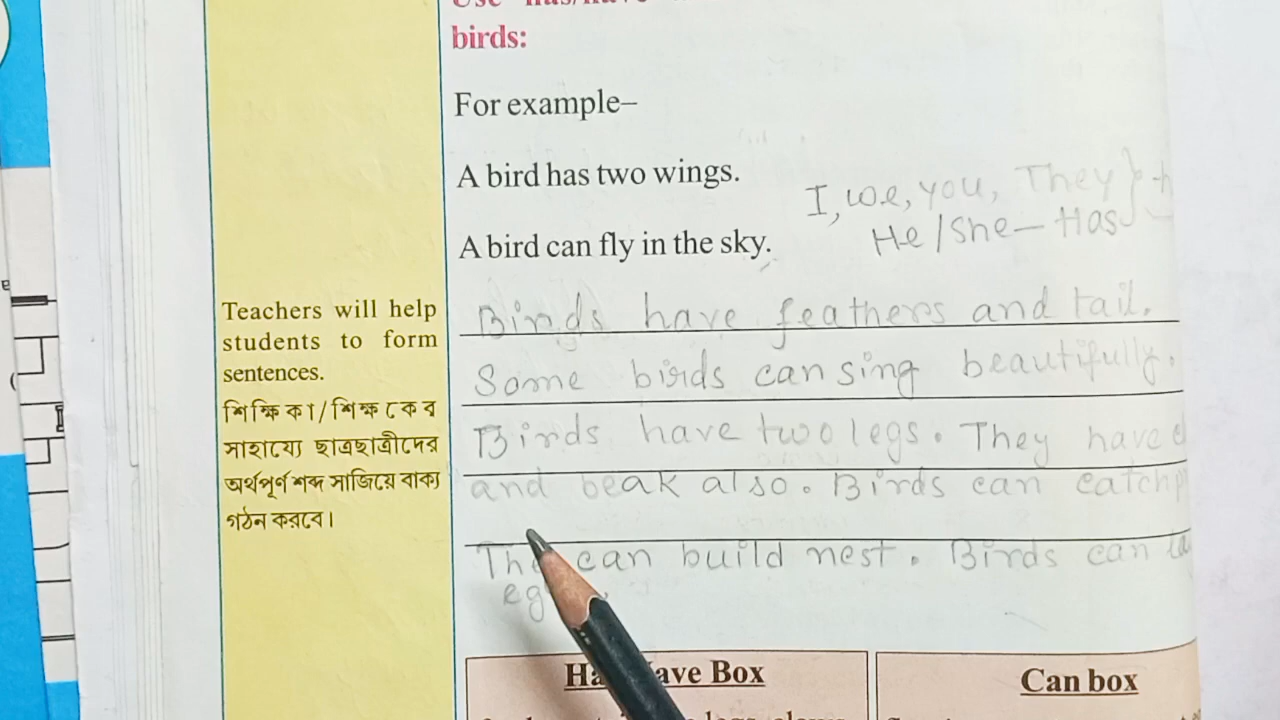 birds:
For example–
A bird has two wings.
I, we, you, They}
He/She – Has
A bird can fly in the sky.
Teachers will help
students to form
sentences.
শিক্ষিকা/শিক্ষকের
সাহায্যে ছাত্রছাত্রীদের
অর্থপূর্ণ শব্দ সাজিয়ে বাক্য
গঠন করবে।
Birds have feathers and tail.
Some birds can sing beautifully.
Birds have two legs. They have
and beak also. Birds can catch
can build nest. Birds can
Box
Can box